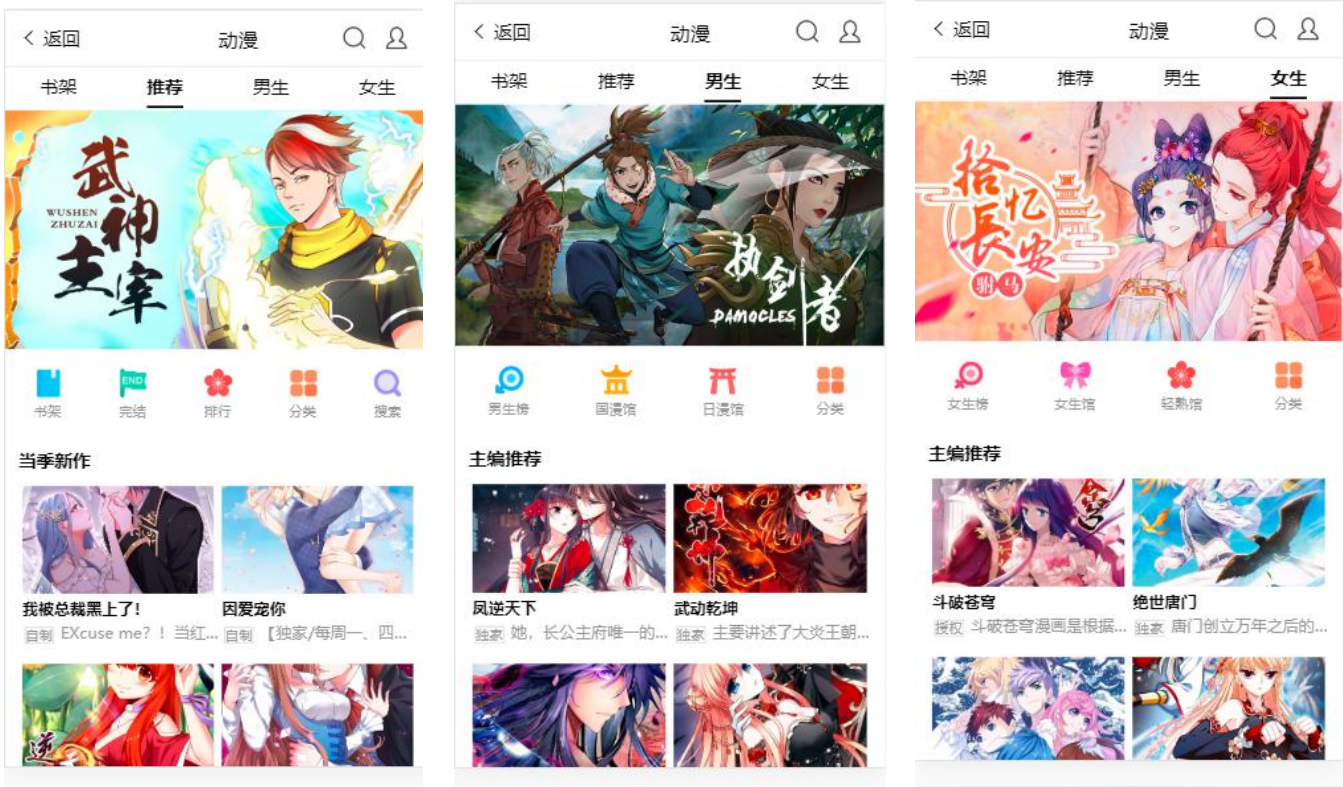 返回
动漫
书架 推荐 男生 女生
武神主宰
WUSHEN
ZHUZAI
书架 完结 排行 分类 搜索
END
当季新作
我被总裁黑上了!
因爱宠你
自制 EXcuse me?!当红...
自制 【独家/每周一、四...
逆
返回
动漫
书架 推荐 男生 女生
执剑者
DAMOCLES
男生榜 国漫馆 日漫馆 分类
主编推荐
凤逆天下
武动乾坤
独家 她,长公主府唯一的...
独家 主要讲述了大炎王朝...
返回
动漫
书架 推荐 男生 女生
拾忆長安
驸马
女生榜 女生馆 轻熟馆 分类
主编推荐
斗破苍穹
绝世唐门
授权 斗破苍穹漫画是根据...
独家 唐门创立万年之后的...